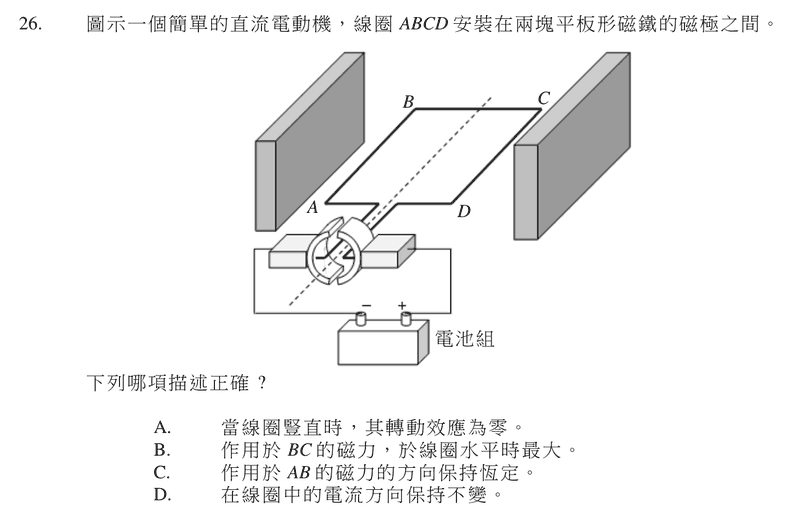 26. 圖示一個簡單的直流電動機，線圈 ABCD 安裝在兩塊平板形磁鐵的磁極之間。
B
C
A
D
− +
電池組
下列哪項描述正確？
A. 當線圈豎直時，其轉動效應為零。
B. 作用於 BC 的磁力，於線圈水平時最大。
C. 作用於 AB 的磁力的方向保持恆定。
D. 在線圈中的電流方向保持不變。